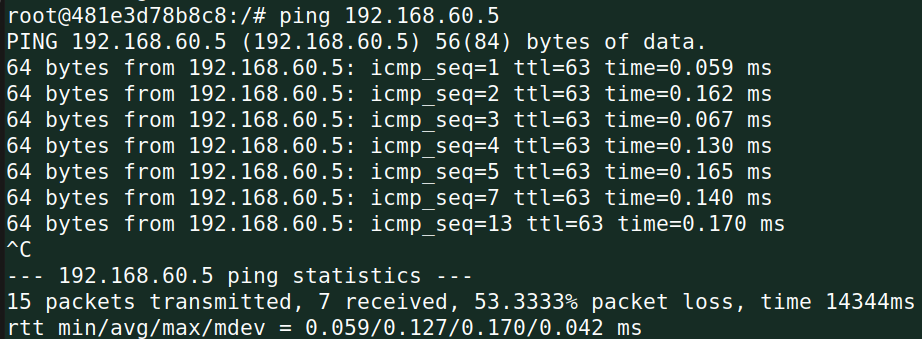 root@481e3d78b8c8:/# ping 192.168.60.5
PING 192.168.60.5 (192.168.60.5) 56(84) bytes of data.
64 bytes from 192.168.60.5: icmp_seq=1 ttl=63 time=0.059 ms
64 bytes from 192.168.60.5: icmp_seq=2 ttl=63 time=0.162 ms
64 bytes from 192.168.60.5: icmp_seq=3 ttl=63 time=0.067 ms
64 bytes from 192.168.60.5: icmp_seq=4 ttl=63 time=0.130 ms
64 bytes from 192.168.60.5: icmp_seq=5 ttl=63 time=0.165 ms
64 bytes from 192.168.60.5: icmp_seq=7 ttl=63 time=0.140 ms
64 bytes from 192.168.60.5: icmp_seq=13 ttl=63 time=0.170 ms
^C
--- 192.168.60.5 ping statistics ---
15 packets transmitted, 7 received, 53.3333% packet loss, time 14344ms
rtt min/avg/max/mdev = 0.059/0.127/0.170/0.042 ms